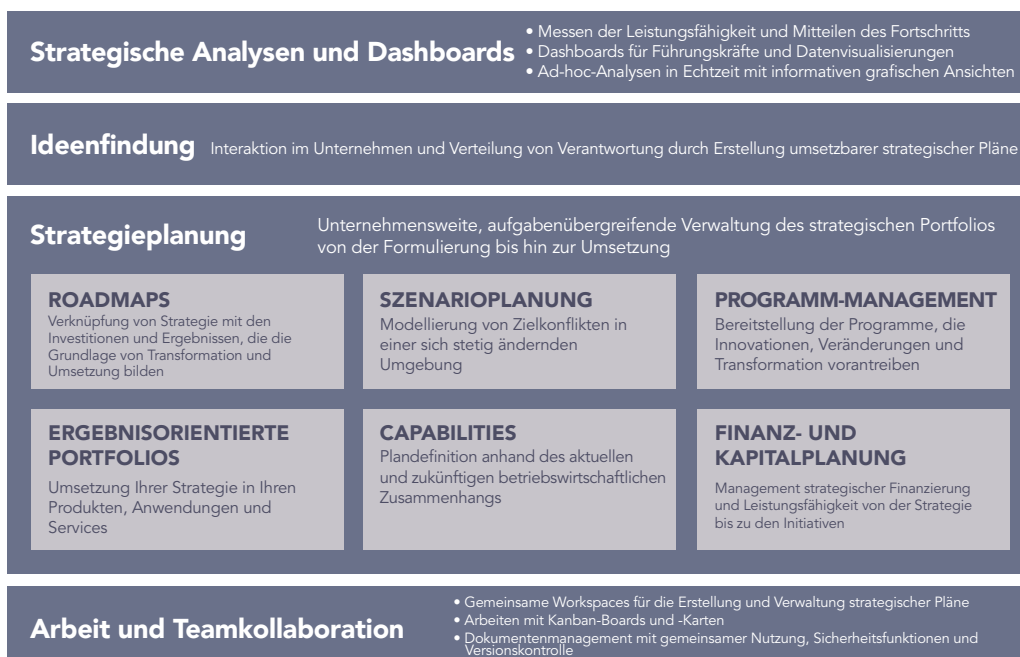 Strategische Analysen und Dashboards
• Messen der Leistungsfähigkeit und Mitteilen des Fortschritts
• Dashboards für Führungskräfte und Datenvisualisierungen
• Ad-hoc-Analysen in Echtzeit mit informativen grafischen Ansichten
Ideenfindung
Interaktion im Unternehmen und Verteilung von Verantwortung durch Erstellung umsetzbarer strategischer Pläne
Strategieplanung
Unternehmensweite, aufgabenübergreifende Verwaltung des strategischen Portfolios
von der Formulierung bis hin zur Umsetzung
ROADMAPS
Verknüpfung von Strategie mit den
Investitionen und Ergebnissen, die die
Grundlage von Transformation und
Umsetzung bilden
SZENARIOPLANUNG
Modellierung von Zielkonflikten in
einer sich stetig ändernden
Umgebung
PROGRAMM-MANAGEMENT
Bereitstellung der Programme, die
Innovationen, Veränderungen und
Transformation vorantreiben
ERGEBNISORIENTIERTE
PORTFOLIOS
Umsetzung Ihrer Strategie in Ihren
Produkten, Anwendungen und
Services
CAPABILITIES
Plandefinition anhand des aktuellen
und zukünftigen betriebswirtschaftlichen
Zusammenhangs
FINANZ- UND
KAPITALPLANUNG
Management strategischer Finanzierung
und Leistungsfähigkeit von der Strategie
bis zu den Initiativen
Arbeit und Teamkollaboration
• Gemeinsame Workspaces für die Erstellung und Verwaltung strategischer Pläne
• Arbeiten mit Kanban-Boards und -Karten
• Dokumentenmanagement mit gemeinsamer Nutzung, Sicherheitsfunktionen und
Versionskontrolle